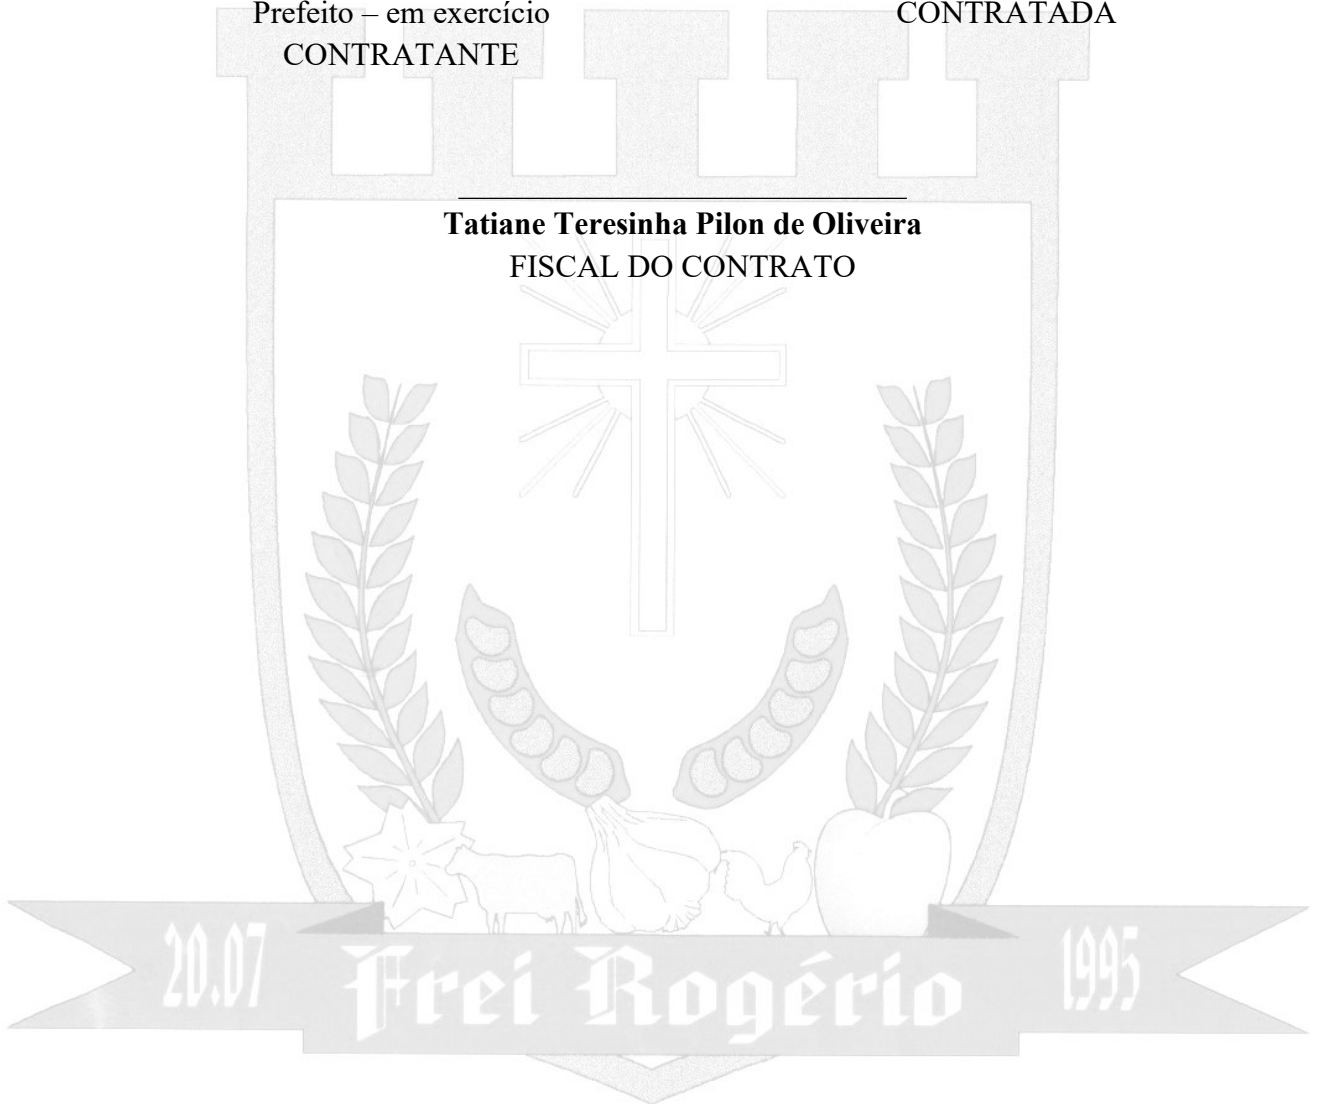 Prefeito – em exercício CONTRATADA
CONTRATANTE
Tatiane Teresinha Pilon de Oliveira
FISCAL DO CONTRATO
20.07 Frei Rogério 1995